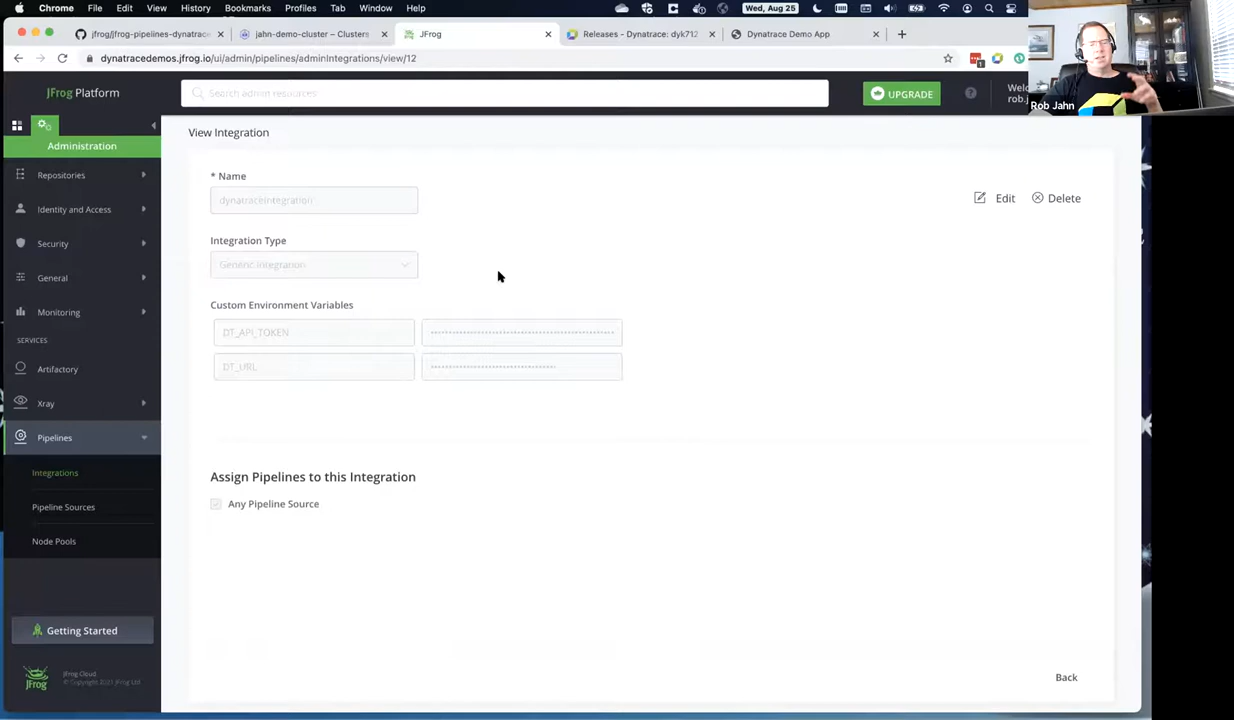 Chrome File Edit View History Bookmarks Profiles Tab Window Help
Wed, Aug 25
jfrog/jfrog-pipelines-dynatrace
jahn-demo-cluster – Clusters
JFrog
Releases - Dynatrace: dyk712
Dynatrace Demo App
dynatracedemos.jfrog.io/ui/admin/pipelines/adminIntegrations/view/12
Rob Jahn
JFrog Platform
Search admin resources
UPGRADE
Welc
rob.j
Administration
Repositories
Identity and Access
Security
General
Monitoring
SERVICES
Artifactory
Xray
Pipelines
Integrations
Pipeline Sources
Node Pools
Getting Started
JFrog
JFrog Cloud
© Copyright 2021 JFrog Ltd
View Integration
* Name
dynatraceIntegration
Edit
Delete
Integration Type
Generic Integration
Custom Environment Variables
DT_API_TOKEN
DT_URL
Assign Pipelines to this Integration
Any Pipeline Source
Back